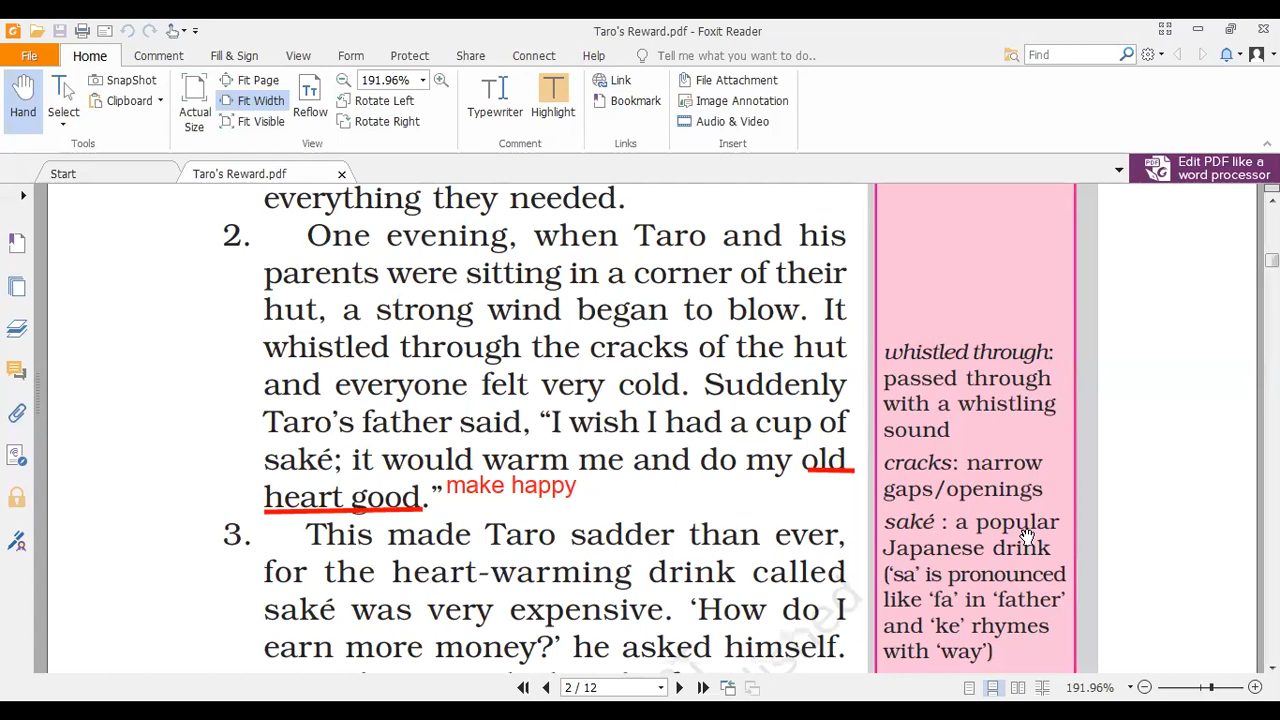 Taro's Reward.pdf - Foxit Reader
File Home Comment Fill & Sign View Form Protect Share Connect Help Tell me what you want to do.. Find
SnapShot
Clipboard
Hand Select
Tools
Actual Size
Fit Page
Fit Width
Fit Visible
Reflow
191.96%
Rotate Left
Rotate Right
View
Typewriter Highlight
Comment
Link
Bookmark
Links
File Attachment
Image Annotation
Audio & Video
Insert
Start Taro's Reward.pdf
Edit PDF like a
word processor
everything they needed.
2. One evening, when Taro and his
parents were sitting in a corner of their
hut, a strong wind began to blow. It
whistled through the cracks of the hut
and everyone felt very cold. Suddenly
Taro's father said, “I wish I had a cup of
saké; it would warm me and do my old
heart good.” make happy
3. This made Taro sadder than ever,
for the heart-warming drink called
saké was very expensive. ‘How do I
earn more money?’ he asked himself.
whistled through:
passed through
with a whistling
sound
cracks: narrow
gaps/openings
saké : a popular
Japanese drink
(‘sa’ is pronounced
like ‘fa’ in ‘father’
and ‘ke’ rhymes
with ‘way’)
2 / 12
191.96%